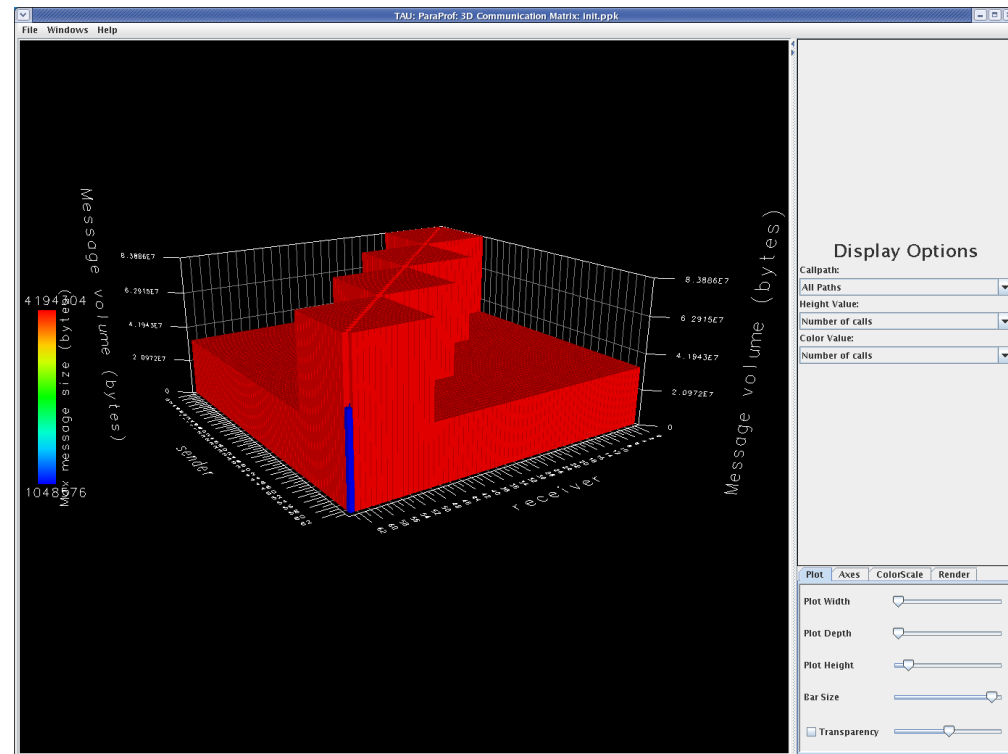 TAU: ParaProf: 3D Communication Matrix: init.ppk
File Windows Help
Message volume (bytes)
8.3886E7
6.2915E7
4.1943E7
2.0972E7
0
4194304
Max message size (bytes)
1048576
sender
receiver
8.3886E7
6.2915E7
4.1943E7
2.0972E7
0
Message volume (bytes)
Display Options
Callpath:
All Paths
Height Value:
Number of calls
Color Value:
Number of calls
Plot Axes ColorScale Render
Plot Width
Plot Depth
Plot Height
Bar Size
Transparency